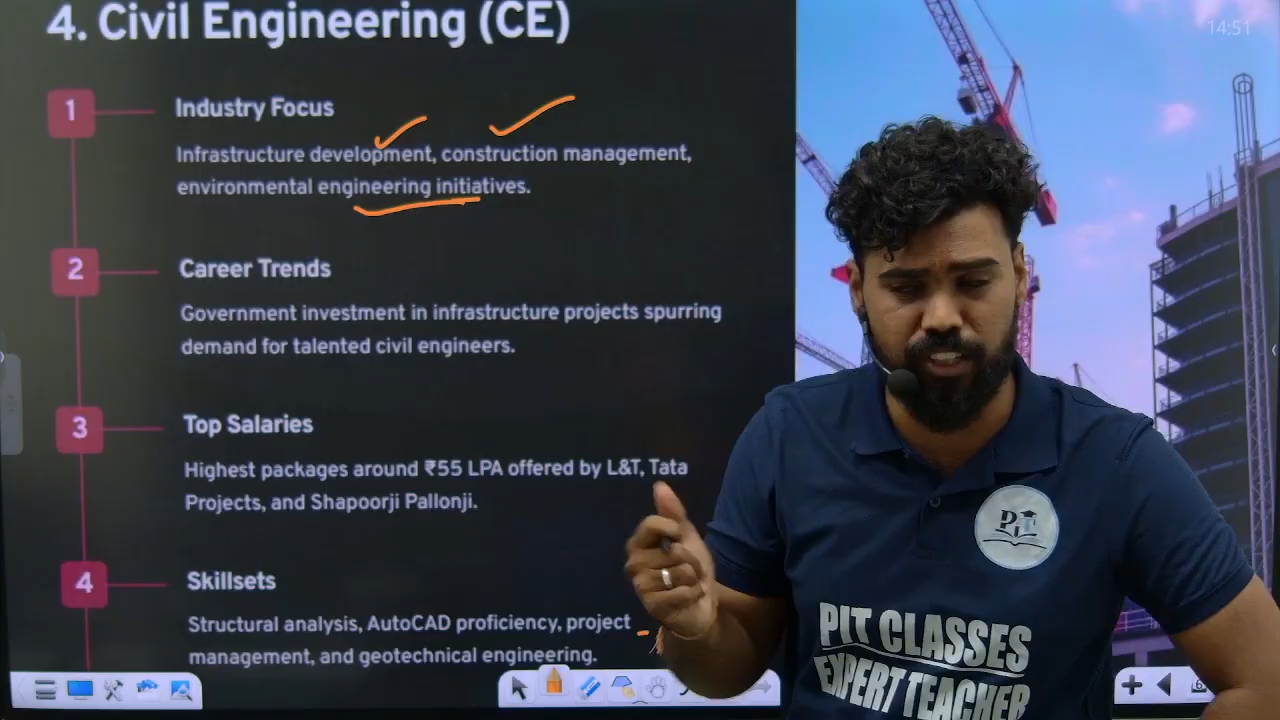 4. Civil Engineering (CE)
14:51
1
Industry Focus
Infrastructure development, construction management,
environmental engineering initiatives.
2
Career Trends
Government investment in infrastructure projects spurring
demand for talented civil engineers.
3
Top Salaries
Highest packages around ₹55 LPA offered by L&T, Tata
Projects, and Shapoorji Pallonji.
4
Skillsets
Structural analysis, AutoCAD proficiency, project
management, and geotechnical engineering.
PIT
PIT CLASSES
EXPERT TEACHER